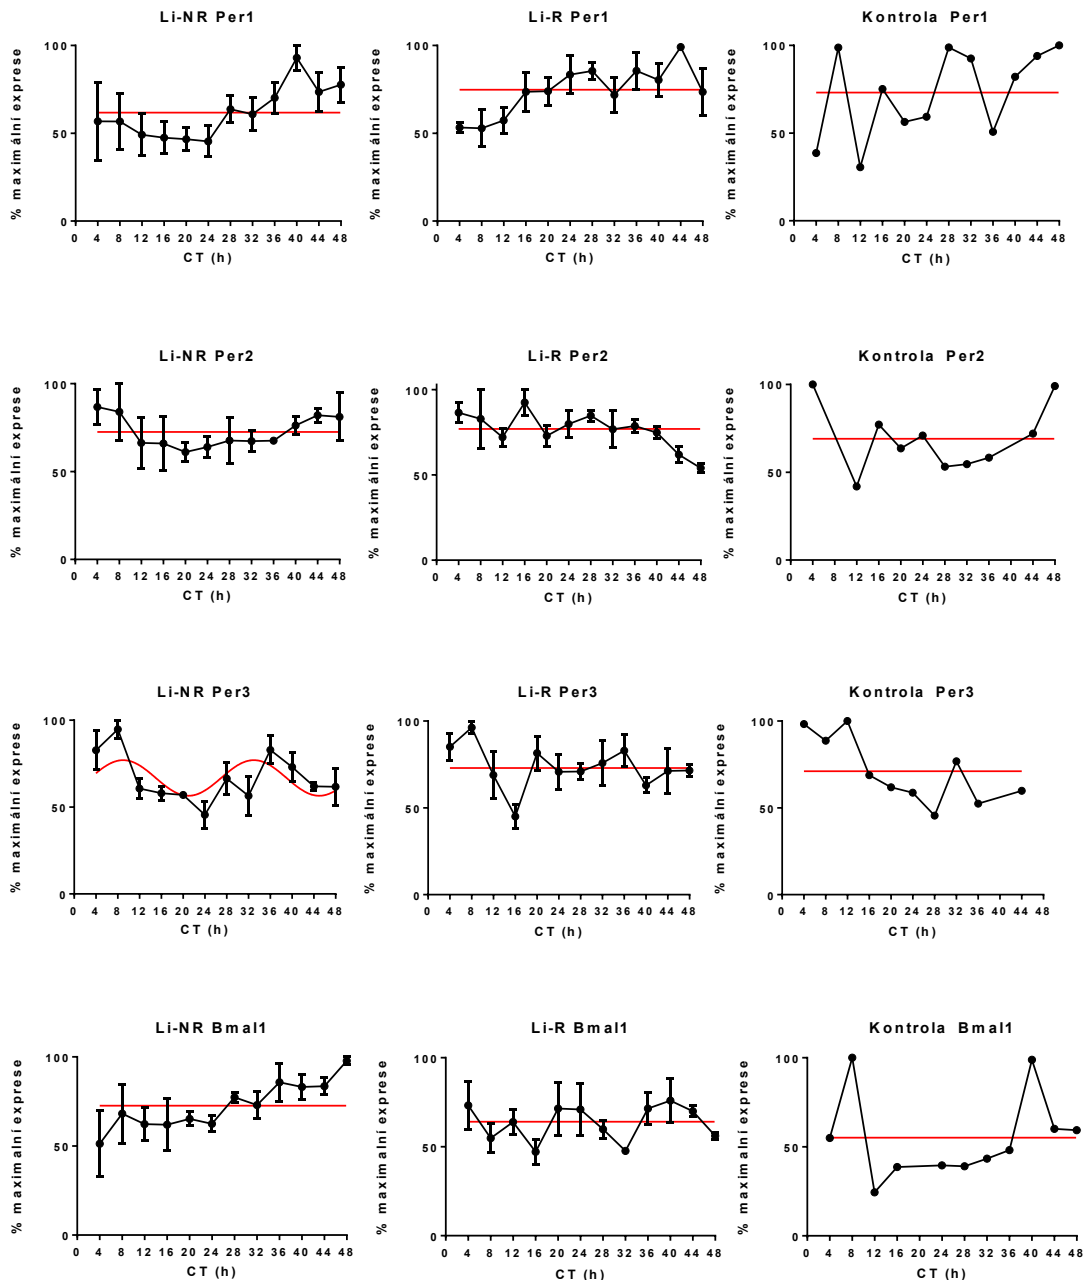 Li-NR Per1
Li-R Per1
Kontrola Per1
% maximální exprese
100
50
0
0 4 8 12 16 20 24 28 32 36 40 44 48
CT (h)
% maximální exprese
100
50
0
0 4 8 12 16 20 24 28 32 36 40 44 48
CT (h)
% maximální exprese
100
50
0
0 4 8 12 16 20 24 28 32 36 40 44 48
CT (h)
Li-NR Per2
Li-R Per2
Kontrola Per2
% maximální exprese
100
50
0
0 4 8 12 16 20 24 28 32 36 40 44 48
CT (h)
% maximální exprese
100
50
0
0 4 8 12 16 20 24 28 32 36 40 44 48
CT (h)
% maximální exprese
100
50
0
0 4 8 12 16 20 24 28 32 36 40 44 48
CT (h)
Li-NR Per3
Li-R Per3
Kontrola Per3
% maximální exprese
100
50
0
0 4 8 12 16 20 24 28 32 36 40 44 48
CT (h)
% maximální exprese
100
50
0
0 4 8 12 16 20 24 28 32 36 40 44 48
CT (h)
% maximální exprese
100
50
0
0 4 8 12 16 20 24 28 32 36 40 44 48
CT (h)
Li-NR Bmal1
Li-R Bmal1
Kontrola Bmal1
% maximální exprese
100
50
0
0 4 8 12 16 20 24 28 32 36 40 44 48
CT (h)
% maximální exprese
100
50
0
0 4 8 12 16 20 24 28 32 36 40 44 48
CT (h)
% maximální exprese
100
50
0
0 4 8 12 16 20 24 28 32 36 40 44 48
CT (h)